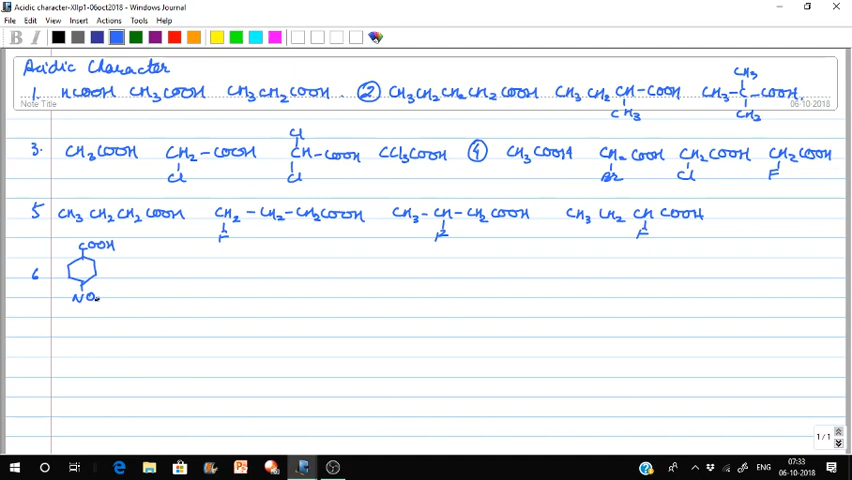 Acidic character-XIIp1-06oct2018 - Windows Journal
File Edit View Insert Actions Tools Help
B I
Acidic Character
CH3
1. HCOOH CH3COOH CH3CH2COOH. 2 CH3CH2CH2CH2COOH CH3CH2CH-COOH CH3-C-COOH.
Note Title CH3 CH3 06-10-2018
Cl
3. CH3COOH CH2-COOH CH-COOH CCl3COOH 4 CH3COOH CH2COOH CH2COOH CH2COOH
Cl Cl Br Cl F
5 CH3CH2CH2COOH CH2-CH2-CH2COOH CH3-CH-CH2COOH CH3CH2CHCOOH
F F F
COOH
6
NO
1/1
ENG 07:33
06-10-2018